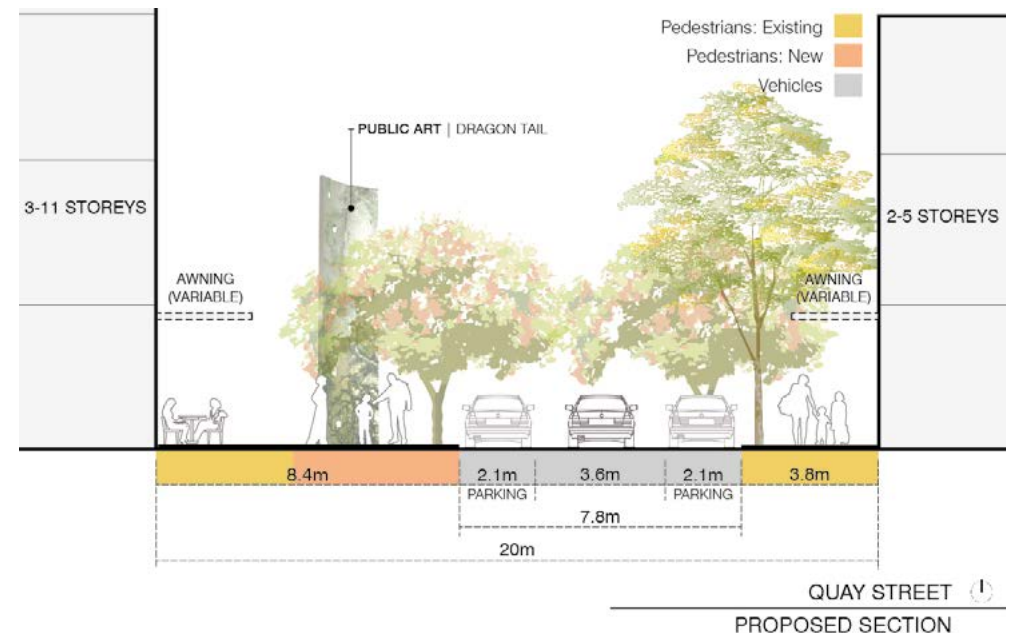 Pedestrians: Existing
Pedestrians: New
Vehicles
PUBLIC ART | DRAGON TAIL
3-11 STOREYS
2-5 STOREYS
AWNING
(VARIABLE)
AWNING
(VARIABLE)
8.4m
2.1m
3.6m
2.1m
3.8m
PARKING
PARKING
7.8m
20m
QUAY STREET
PROPOSED SECTION